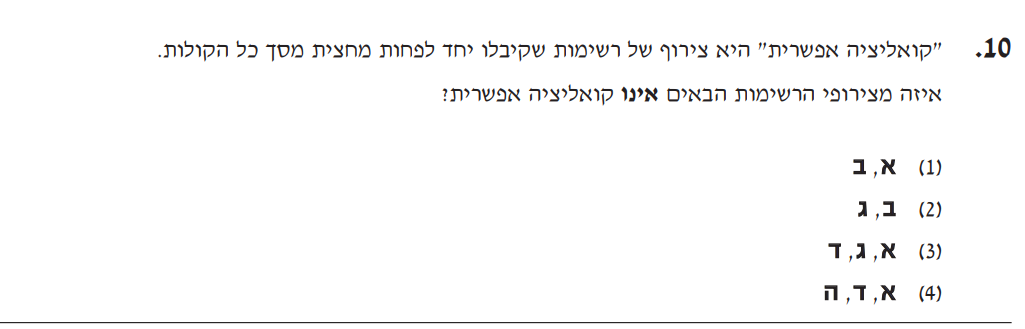 10. "קואליציה אפשרית" היא צירוף של רשימות שקיבלו יחד לפחות מחצית מסך כל הקולות.
איזה מצירופי הרשימות הבאים אינו קואליציה אפשרית?
(1) א, ב
(2) ב, ג
(3) א, ג, ד
(4) א, ד, ה